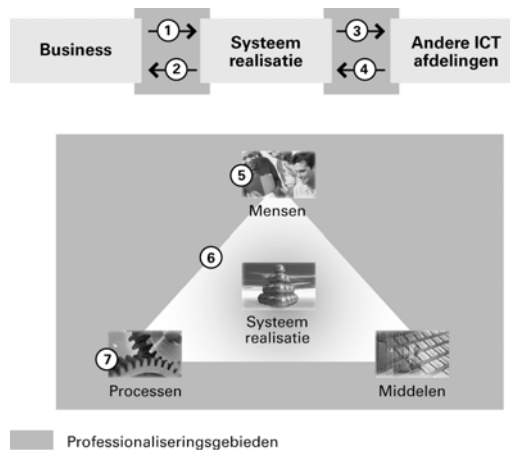 Business
1
2
Systeem
realisatie
3
4
Andere ICT
afdelingen
5
Mensen
6
Systeem
realisatie
7
Processen
Middelen
Professionaliseringsgebieden